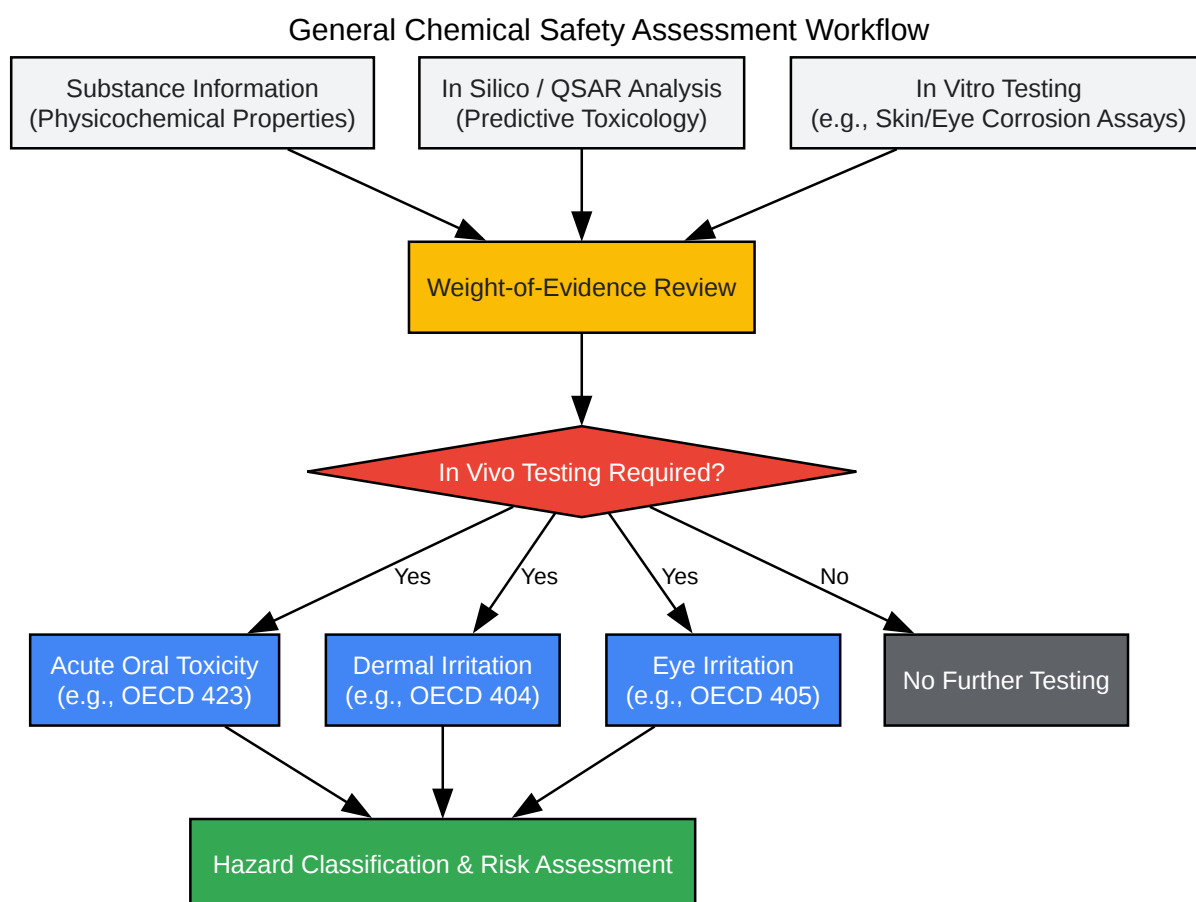 General Chemical Safety Assessment Workflow
Substance Information
(Physicochemical Properties)
In Silico / QSAR Analysis
(Predictive Toxicology)
In Vitro Testing
(e.g., Skin/Eye Corrosion Assays)
Weight-of-Evidence Review
In Vivo Testing Required?
Yes
Yes
Yes
No
Acute Oral Toxicity
(e.g., OECD 423)
Dermal Irritation
(e.g., OECD 404)
Eye Irritation
(e.g., OECD 405)
No Further Testing
Hazard Classification & Risk Assessment